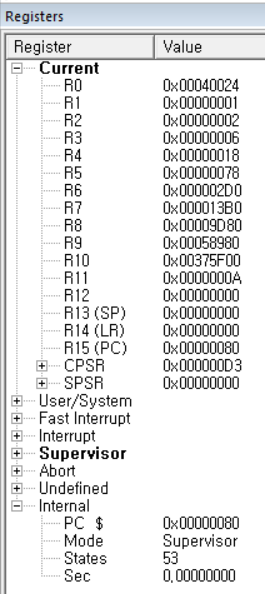 Registers
Register Value
Current
R0 0x00040024
R1 0x00000001
R2 0x00000002
R3 0x00000006
R4 0x00000018
R5 0x00000078
R6 0x000002D0
R7 0x000013B0
R8 0x00009D80
R9 0x00058980
R10 0x00375F00
R11 0x0000000A
R12 0x00000000
R13 (SP) 0x00000000
R14 (LR) 0x00000000
R15 (PC) 0x00000080
CPSR 0x000000D3
SPSR 0x00000000
User/System
Fast Interrupt
Interrupt
Supervisor
Abort
Undefined
Internal
PC $ 0x00000080
Mode Supervisor
States 53
Sec 0,00000000